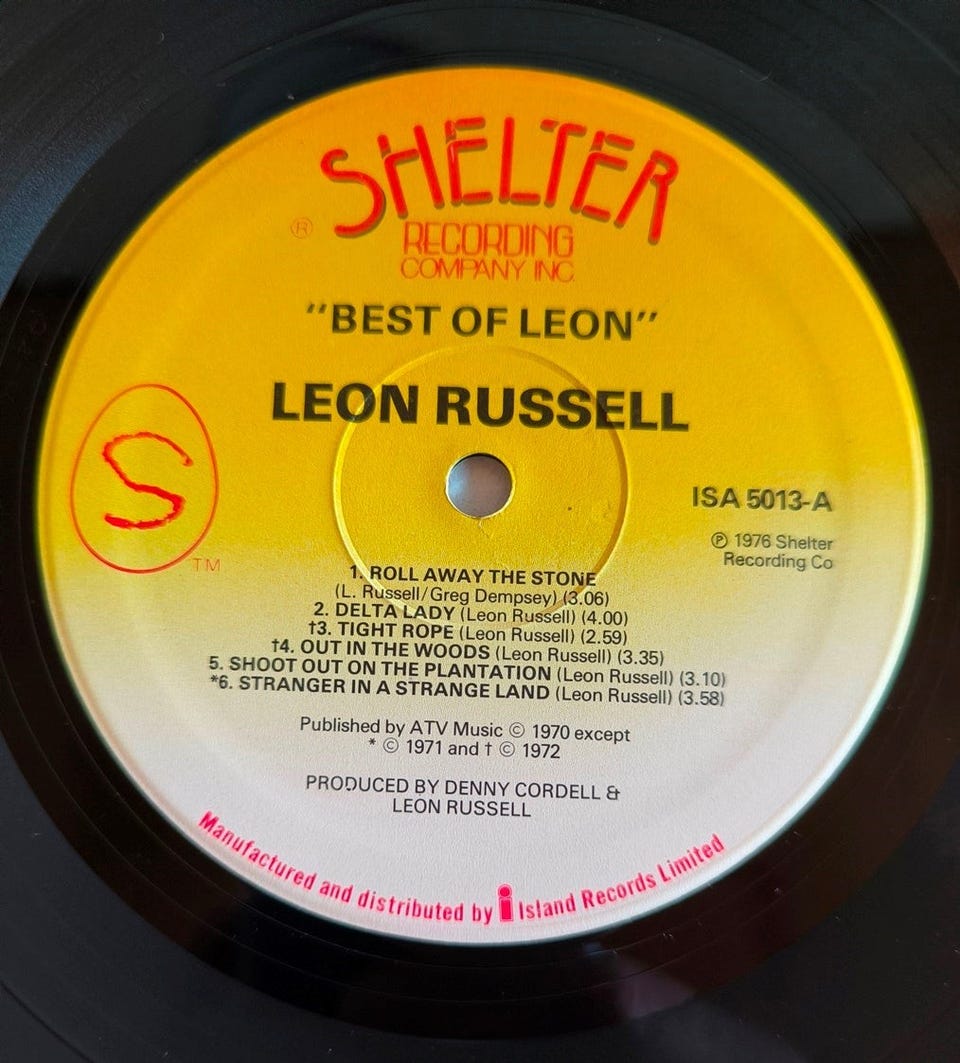 SHELTER
®
RECORDING
COMPANY INC.
"BEST OF LEON"
LEON RUSSELL
S
TM
ISA 5013-A
℗ 1976 Shelter
Recording Co
1. ROLL AWAY THE STONE
(L. Russell/Greg Dempsey) (3.06)
2. DELTA LADY (Leon Russell) (4.00)
†3. TIGHT ROPE (Leon Russell) (2.59)
†4. OUT IN THE WOODS (Leon Russell) (3.35)
5. SHOOT OUT ON THE PLANTATION (Leon Russell) (3.10)
*6. STRANGER IN A STRANGE LAND (Leon Russell) (3.58)
Published by ATV Music © 1970 except
* © 1971 and † © 1972
PRODUCED BY DENNY CORDELL &
LEON RUSSELL
Manufactured and distributed by i Island Records Limited